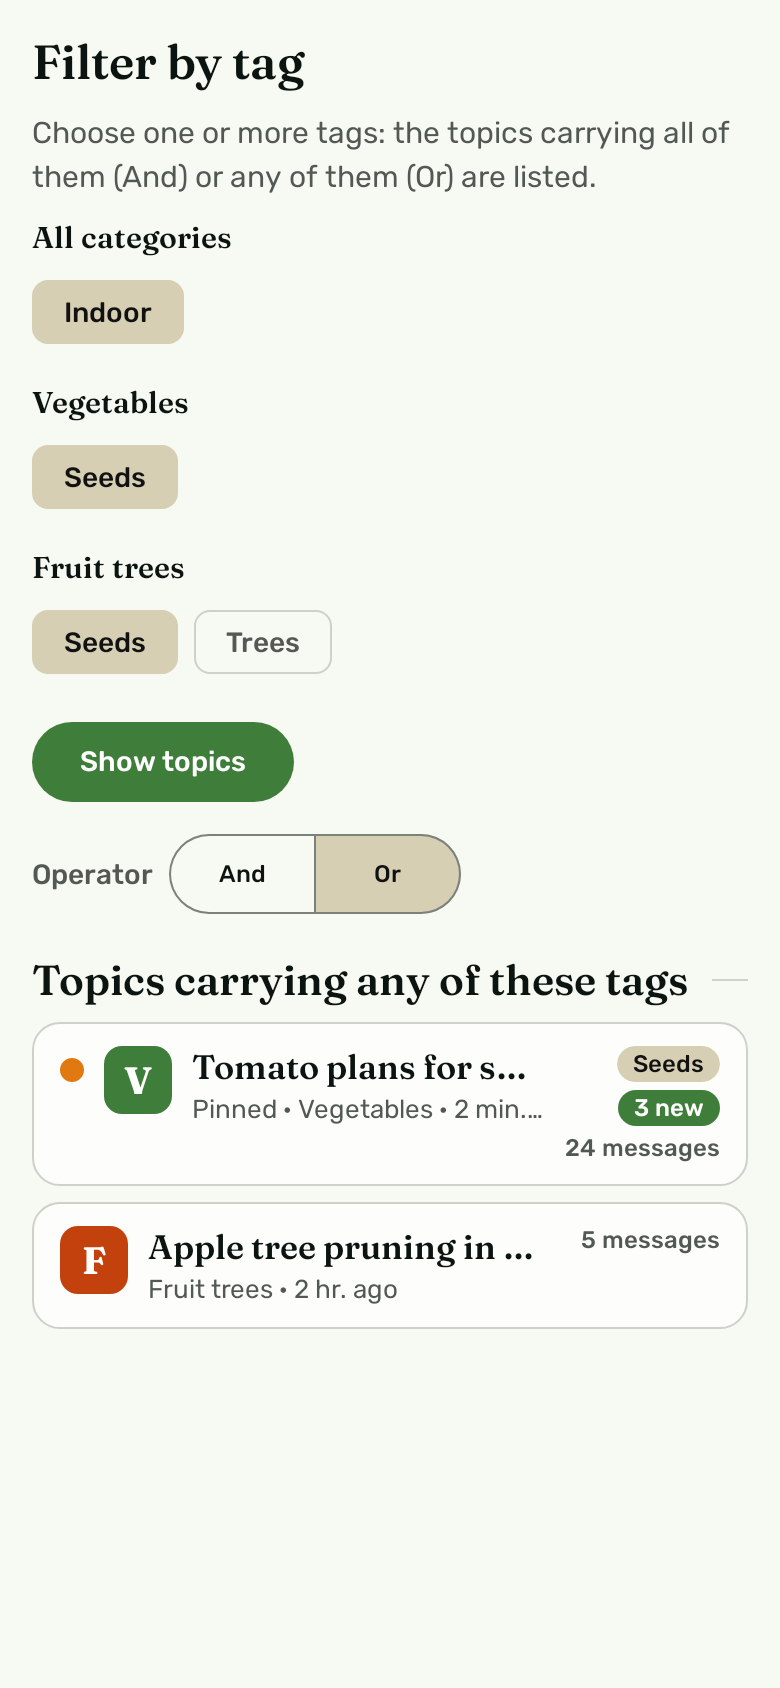 Filter by tag
Choose one or more tags: the topics carrying all of
them (And) or any of them (Or) are listed.
All categories
Indoor
Vegetables
Seeds
Fruit trees
Seeds Trees
Show topics
Operator And Or
Topics carrying any of these tags
V Tomato plans for s... Seeds
Pinned • Vegetables • 2 min.... 3 new
24 messages
F Apple tree pruning in ... 5 messages
Fruit trees • 2 hr. ago